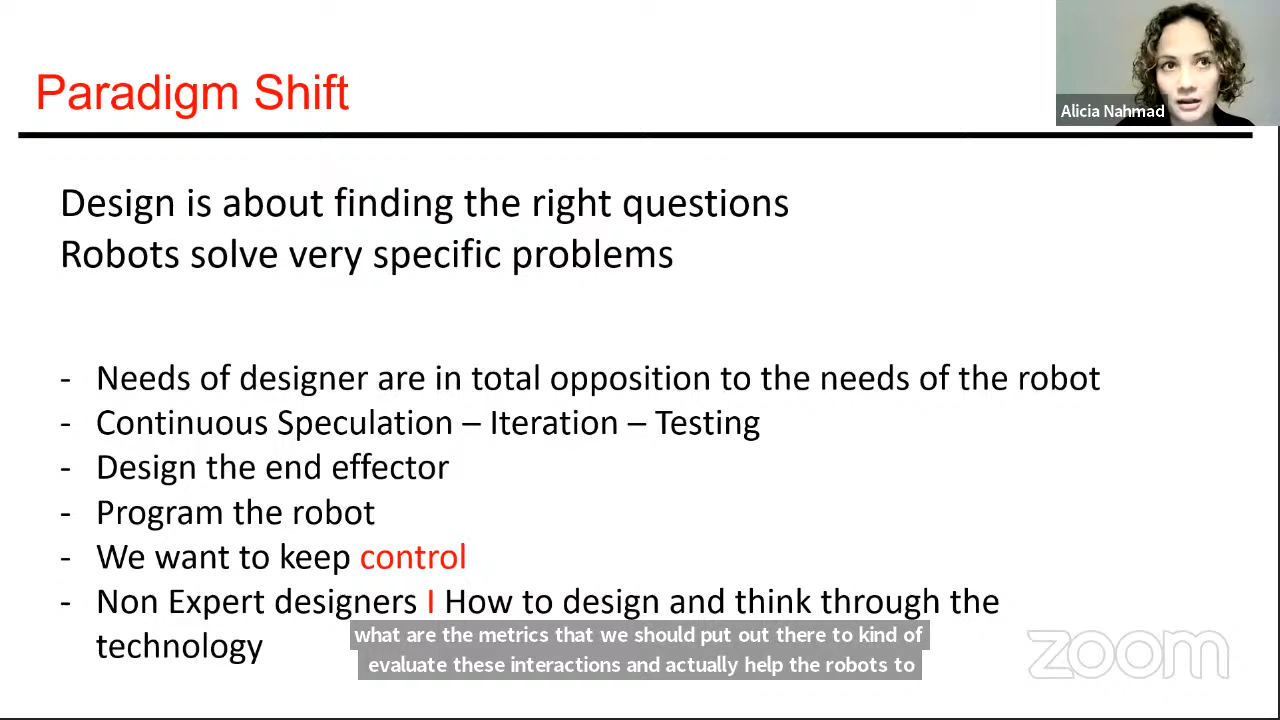 Paradigm Shift
Alicia Nahmad
Design is about finding the right questions
Robots solve very specific problems
- Needs of designer are in total opposition to the needs of the robot
- Continuous Speculation – Iteration – Testing
- Design the end effector
- Program the robot
- We want to keep control
- Non Expert designers I How to design and think through the
technology
what are the metrics that we should put out there to kind of
evaluate these interactions and actually help the robots to
zoom